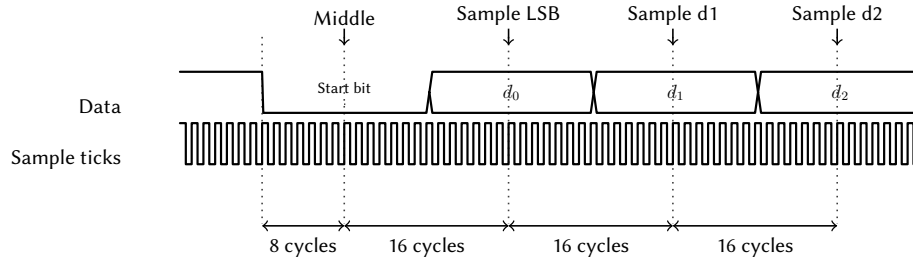 Middle Sample LSB Sample d1 Sample d2
Start bit d₀ d₁ d₂
Data
Sample ticks
8 cycles 16 cycles 16 cycles 16 cycles